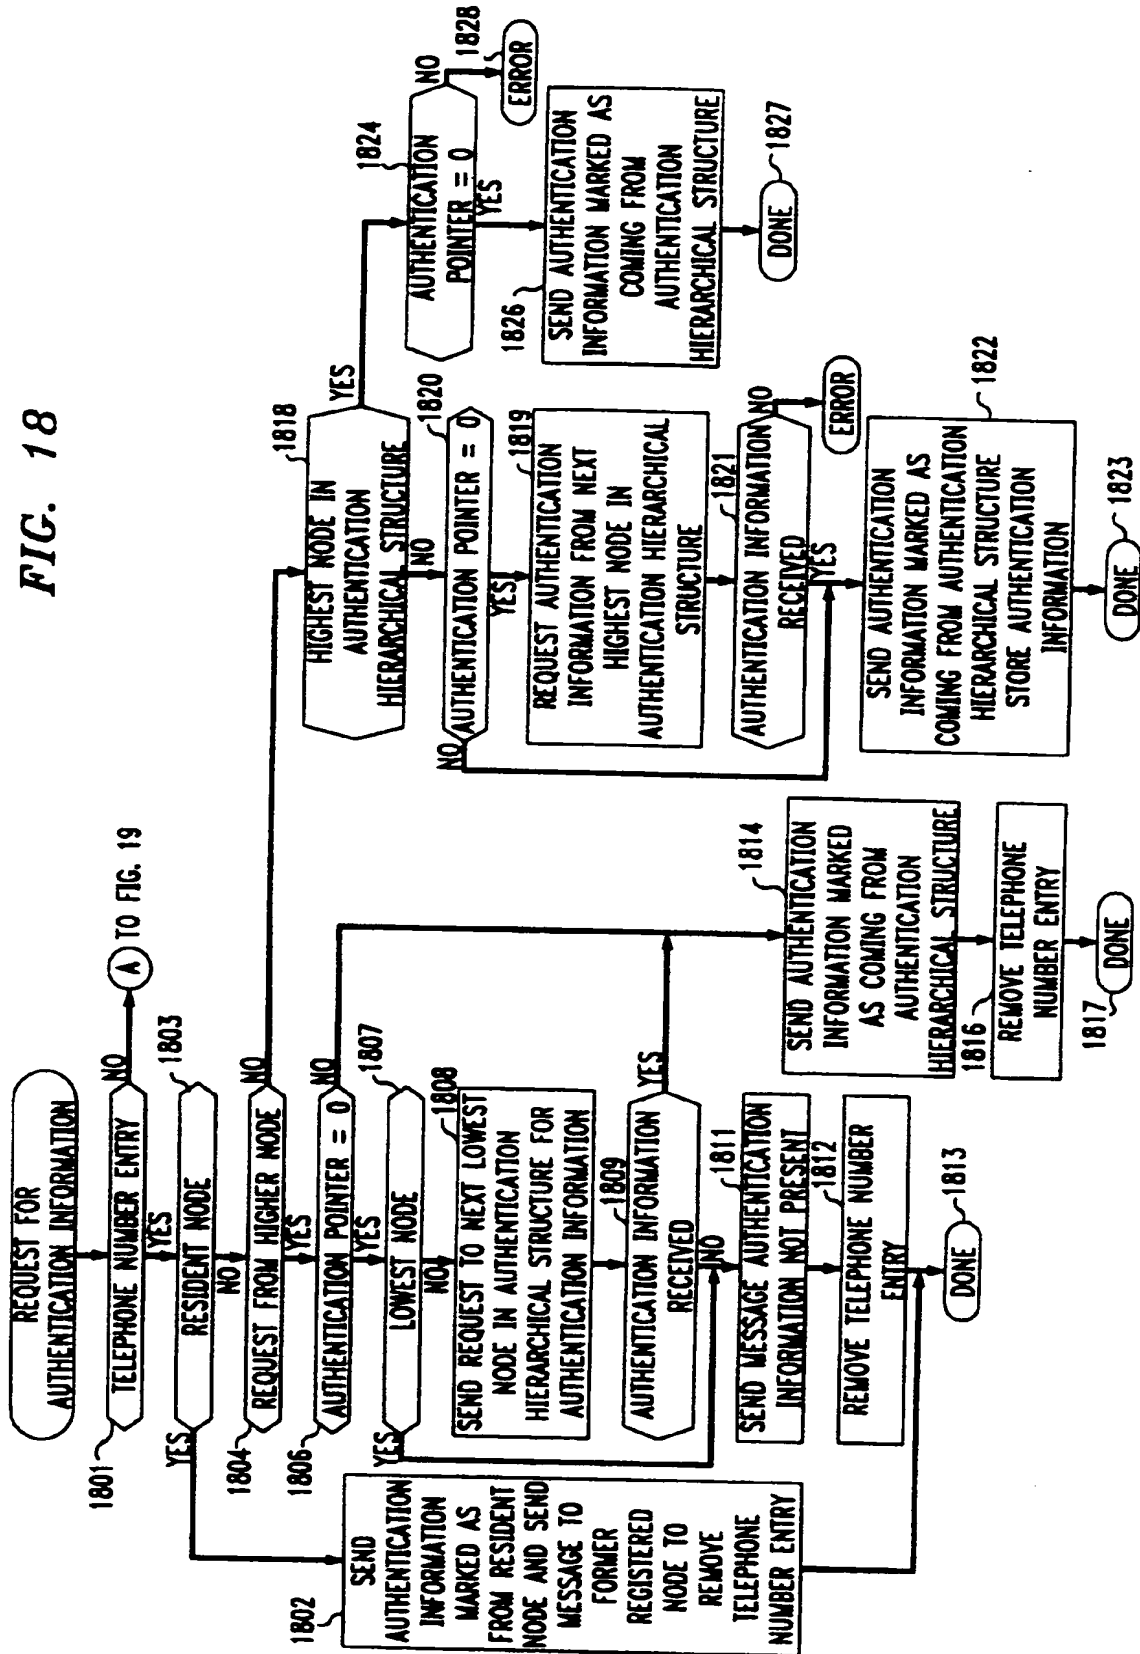 FIG. 18
REQUEST FOR
AUTHENTICATION INFORMATION
1801
TELEPHONE NUMBER ENTRY
NO
A
TO FIG. 19
YES
1803
RESIDENT NODE
YES
NO
1802
SEND
AUTHENTICATION
INFORMATION
MARKED AS
FROM RESIDENT
NODE AND SEND
MESSAGE TO
FORMER
REGISTERED
NODE TO
REMOVE
TELEPHONE
NUMBER ENTRY
1804
REQUEST FROM HIGHER NODE
NO
YES
1806
AUTHENTICATION POINTER = 0
NO
YES
1807
LOWEST NODE
YES
NO
1808
SEND REQUEST TO NEXT LOWEST
NODE IN AUTHENTICATION
HIERARCHICAL STRUCTURE FOR
AUTHENTICATION INFORMATION
1809
AUTHENTICATION INFORMATION
RECEIVED
YES
NO
1811
SEND MESSAGE AUTHENTICATION
INFORMATION NOT PRESENT
1812
REMOVE TELEPHONE NUMBER
ENTRY
1813
DONE
1814
SEND AUTHENTICATION
INFORMATION MARKED
AS COMING FROM
AUTHENTICATION
HIERARCHICAL STRUCTURE
1816
REMOVE TELEPHONE
NUMBER ENTRY
1817
DONE
1818
HIGHEST NODE IN
AUTHENTICATION
HIERARCHICAL STRUCTURE
YES
NO
1820
AUTHENTICATION POINTER = 0
NO
YES
1819
REQUEST AUTHENTICATION
INFORMATION FROM NEXT
HIGHEST NODE IN
AUTHENTICATION HIERARCHICAL
STRUCTURE
1821
AUTHENTICATION INFORMATION
RECEIVED
NO
ERROR
YES
1822
SEND AUTHENTICATION
INFORMATION MARKED AS
COMING FROM AUTHENTICATION
HIERARCHICAL STRUCTURE
STORE AUTHENTICATION
INFORMATION
1823
DONE
1824
AUTHENTICATION
POINTER = 0
NO
1828
ERROR
YES
1826
SEND AUTHENTICATION
INFORMATION MARKED AS
COMING FROM
AUTHENTICATION
HIERARCHICAL STRUCTURE
1827
DONE